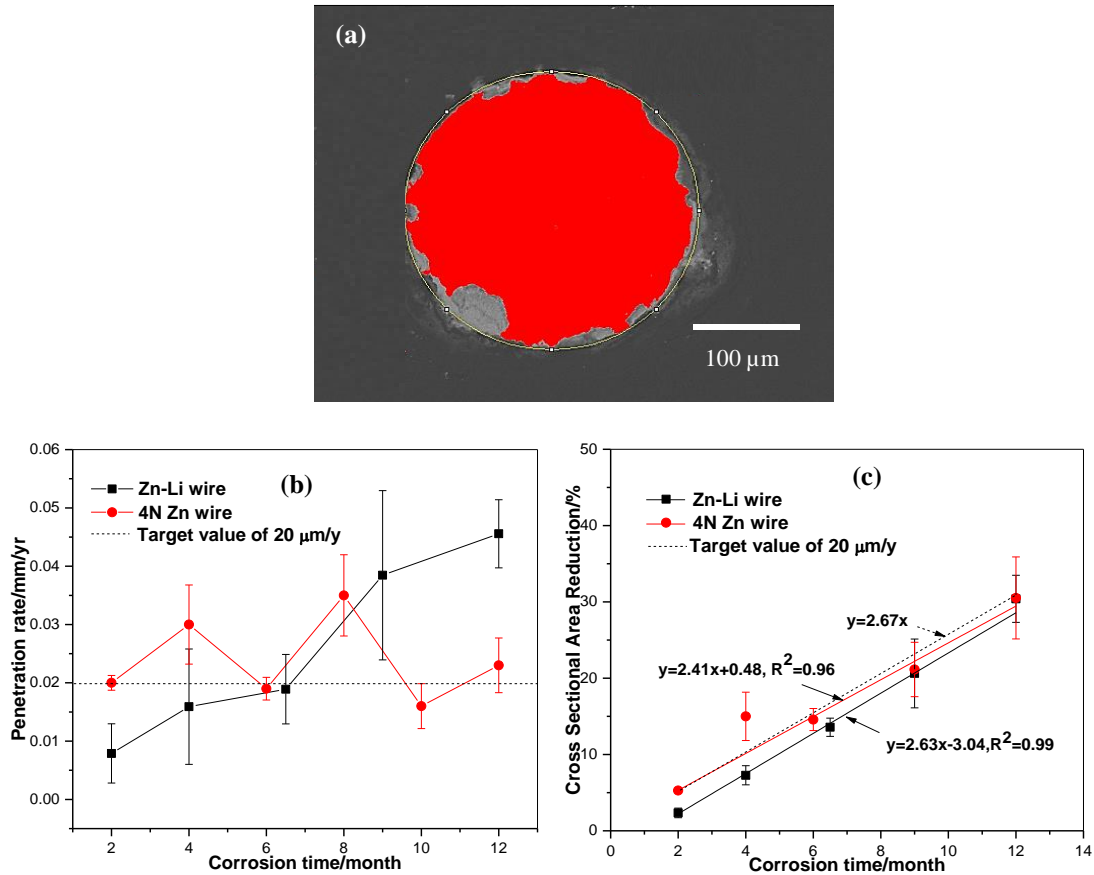 (a)
100 µm
(b)
Zn-Li wire
4N Zn wire
Target value of 20 µm/y
Penetration rate/mm/yr
0.06
0.05
0.04
0.03
0.02
0.01
0.00
2 4 6 8 10 12
Corrosion time/month
(c)
Zn-Li wire
4N Zn wire
Target value of 20 µm/y
Cross Sectional Area Reduction/%
50
40
30
20
10
0
y=2.67x
y=2.41x+0.48, R²=0.96
y=2.63x-3.04,R²=0.99
0 2 4 6 8 10 12 14
Corrosion time/month